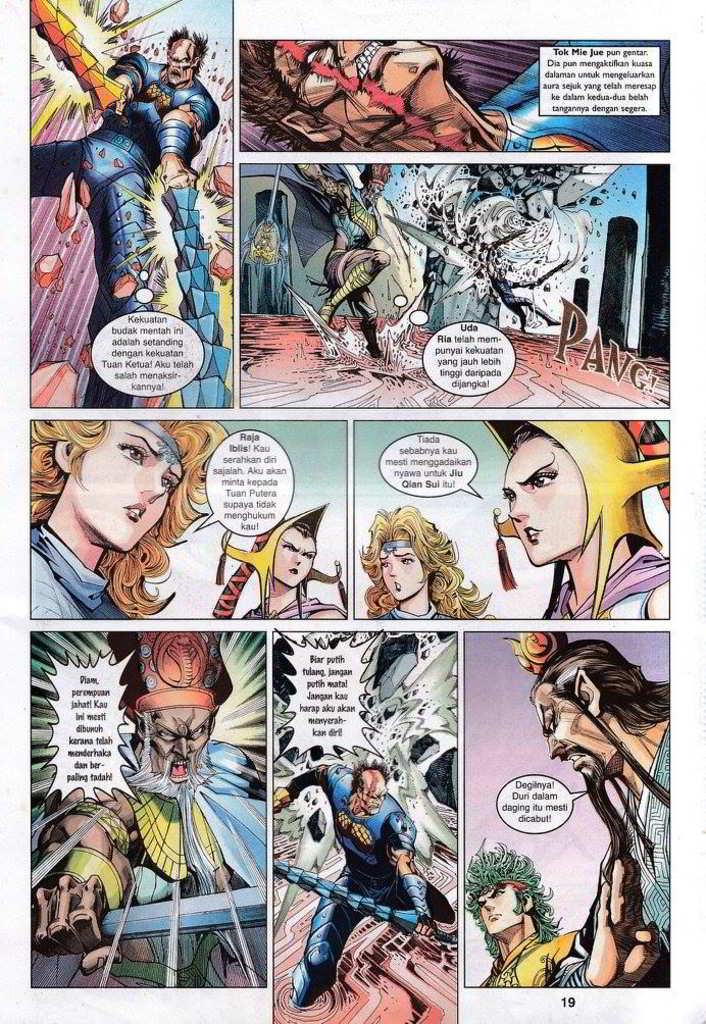 Kekuatan
budak mentah ini
adalah setanding
dengan kekuatan
Tuan Ketua! Aku telah
salah menaksir-
kannya!
Tok Mie Jue pun gentar.
Dia pun mengaktifkan kuasa
dalaman untuk mengeluarkan
aura sejuk yang telah meresap
ke dalam kedua-dua belah
tangannya dengan segera.
Uda
Ria telah mem-
punyai kekuatan
yang jauh lebih
tinggi daripada
dijangka!
PANG!
Raja
Iblis! Kau
serahkan diri
sajalah. Aku akan
minta kepada
Tuan Putera
supaya tidak
menghukum
kau!
Tiada
sebabnya kau
mesti menggadaikan
nyawa untuk Jiu
Qian Sui itu!
Diam,
perempuan
jahat! Kau
ini mesti
dibunuh
kerana telah
menderhaka
dan ber-
paling tadah!
Biar putih
tulang, jangan
putih mata!
Jangan kau
harap aku akan
menyerah-
kan diri!
Degilnya!
Duri dalam
daging itu mesti
dicabut!
19